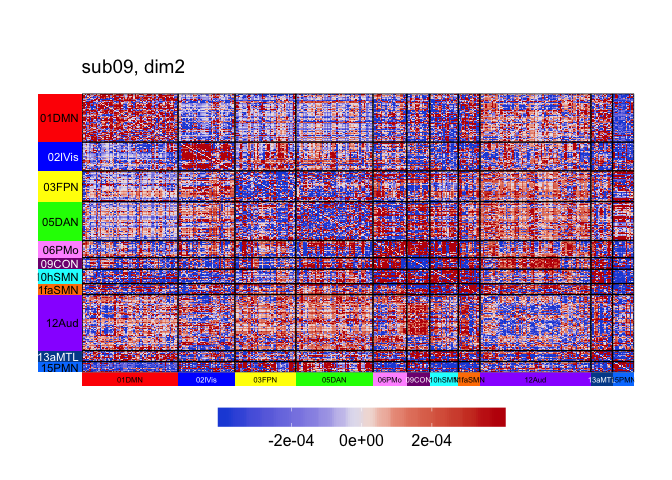 sub09, dim2
01DMN
02lVis
03FPN
05DAN
06PMo
09CON
10hSMN
1faSMN
12Aud
13aMTL
15PMN
01DMN
02lVis
03FPN
05DAN
06PMo
09CON
10hSMN
12Aud
13aMTL
-2e-04 0e+00 2e-04